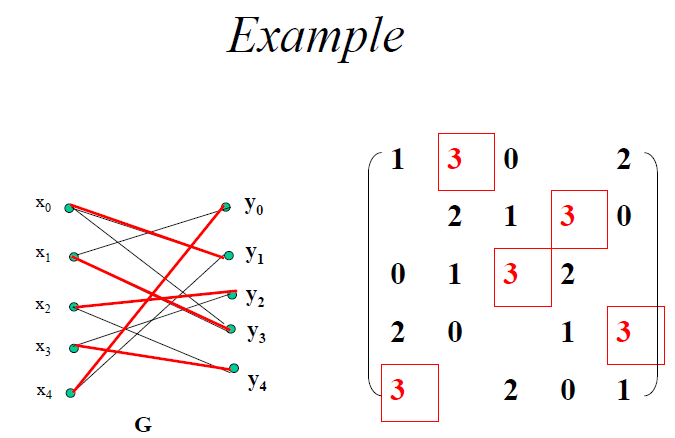 Example
x0 y0
x1 y1
x2 y2
x3 y3
x4 y4
G
1 3 0 2
2 1 3 0
0 1 3 2
2 0 1 3
3 2 0 1